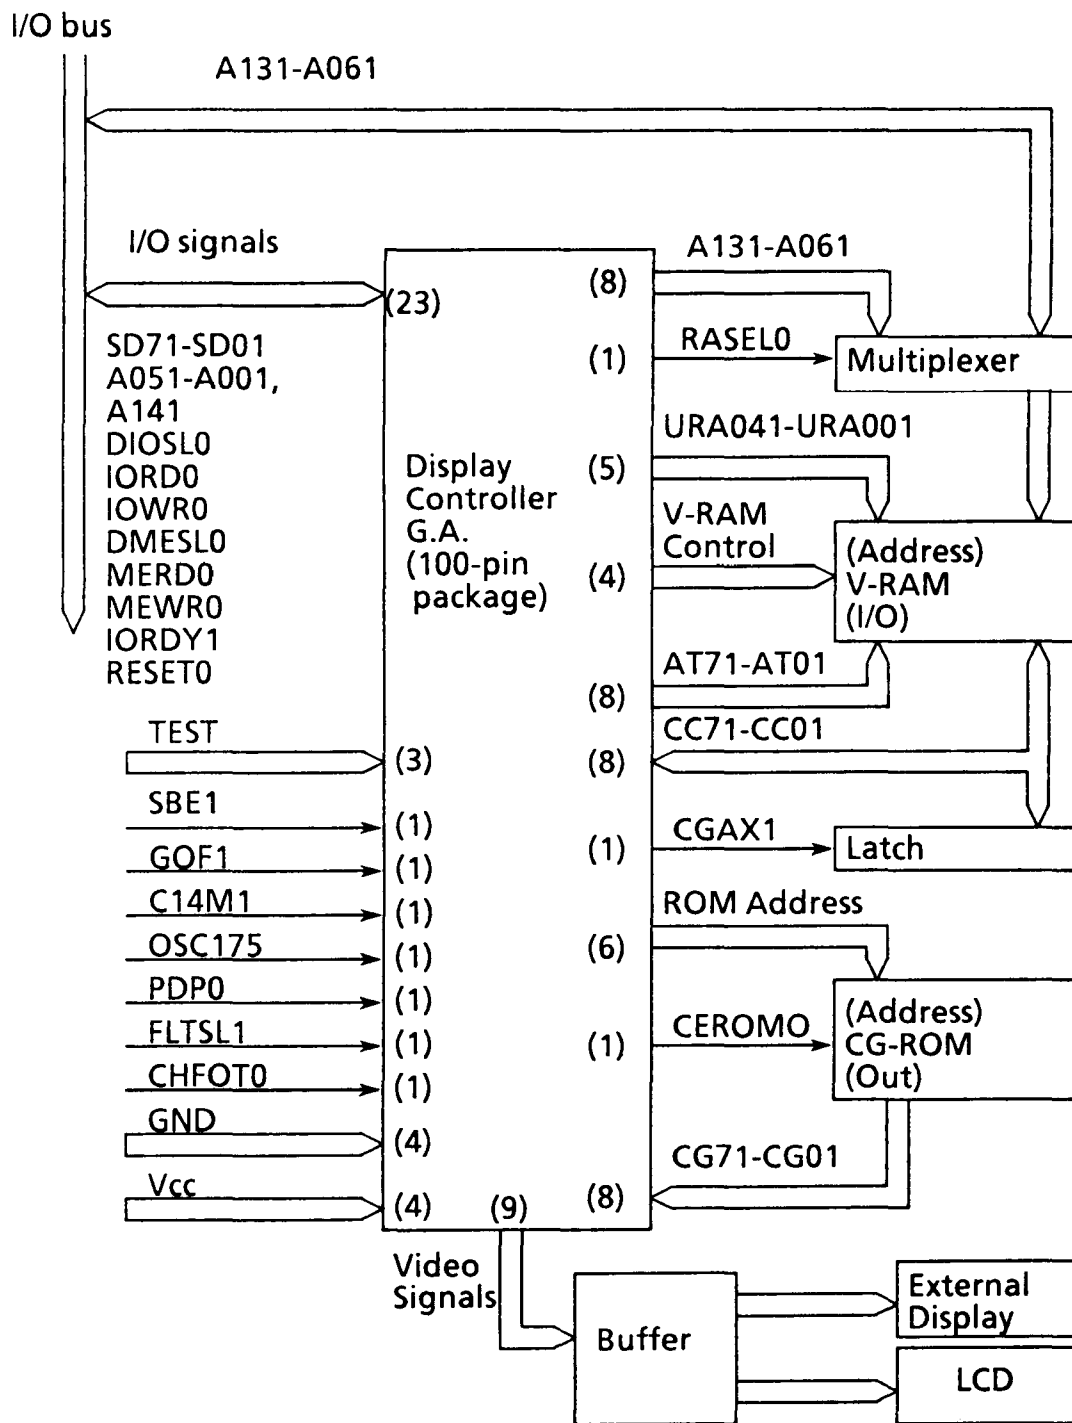 I/O bus
A131-A061
I/O signals
(23)
SD71-SD01
A051-A001,
A141
DIOSL0
IORD0
IOWR0
DMESL0
MERD0
MEWR0
IORDY1
RESET0
TEST
(3)
SBE1
(1)
GOF1
(1)
C14M1
(1)
OSC175
(1)
PDP0
(1)
FLTSL1
(1)
CHFOT0
(1)
GND
(4)
Vcc
(4)
Display
Controller
G.A.
(100-pin
package)
(8)
A131-A061
(1)
RASEL0
Multiplexer
URA041-URA001
(5)
V-RAM
Control
(4)
(Address)
V-RAM
(I/O)
AT71-AT01
(8)
CC71-CC01
(8)
(1)
CGAX1
Latch
ROM Address
(6)
(1)
CEROMO
(Address)
CG-ROM
(Out)
CG71-CG01
(8)
(9)
Video
Signals
Buffer
External
Display
LCD